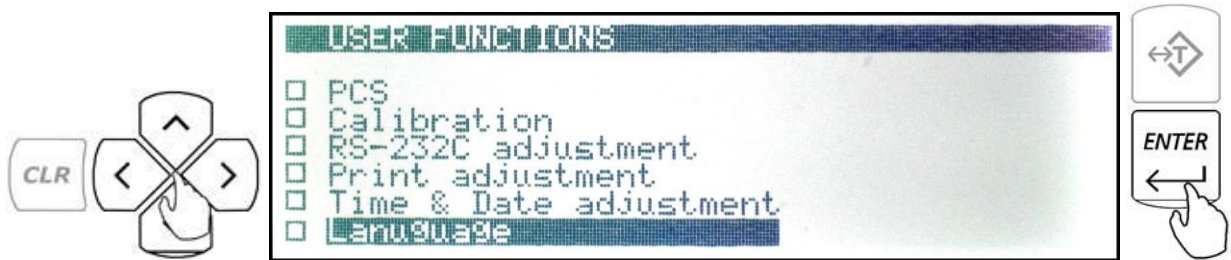 USER FUNCTIONS
PCS
Calibration
RS-232C adjustment
Print adjustment
Time & Date adjustment
Lanuguage
CLR
T
ENTER